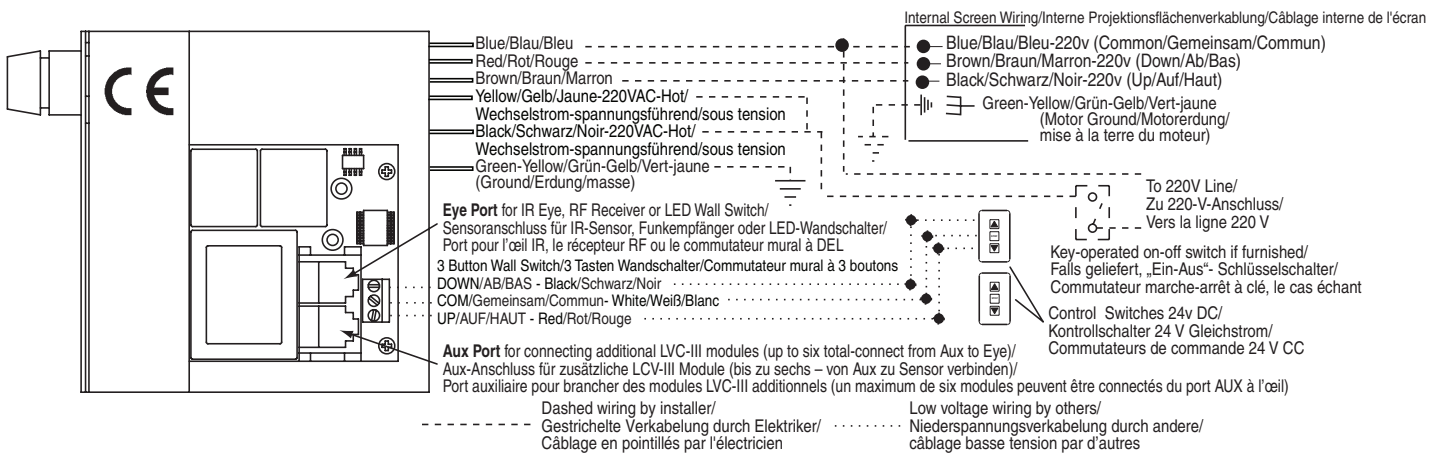 Internal Screen Wiring/Interne Projektionsflächenverkablung/Câblage interne de l'écran
Blue/Blau/Bleu
Red/Rot/Rouge
Brown/Braun/Marron
Yellow/Gelb/Jaune-220VAC-Hot/
Wechselstrom-spannungsführend/sous tension
Black/Schwarz/Noir-220VAC-Hot/
Wechselstrom-spannungsführend/sous tension
Green-Yellow/Grün-Gelb/Vert-jaune
(Ground/Erdung/masse)
Blue/Blau/Bleu-220v (Common/Gemeinsam/Commun)
Brown/Braun/Marron-220v (Down/Ab/Bas)
Black/Schwarz/Noir-220v (Up/Auf/Haut)
Green-Yellow/Grün-Gelb/Vert-jaune
(Motor Ground/Motorerdung/
mise à la terre du moteur)
CE
To 220V Line/
Zu 220-V-Anschluss/
Vers la ligne 220 V
Eye Port for IR Eye, RF Receiver or LED Wall Switch/
Sensoranschluss für IR-Sensor, Funkempfänger oder LED-Wandschalter/
Port pour l'œil IR, le récepteur RF ou le commutateur mural à DEL
Key-operated on-off switch if furnished/
Falls geliefert, „Ein-Aus“- Schlüsselschalter/
Commutateur marche-arrêt à clé, le cas échant
3 Button Wall Switch/3 Tasten Wandschalter/Commutateur mural à 3 boutons
DOWN/AB/BAS - Black/Schwarz/Noir
COM/Gemeinsam/Commun- White/Weiß/Blanc
UP/AUF/HAUT - Red/Rot/Rouge
Control Switches 24v DC/
Kontrollschalter 24 V Gleichstrom/
Commutateurs de commande 24 V CC
Aux Port for connecting additional LVC-III modules (up to six total-connect from Aux to Eye)/
Aux-Anschluss für zusätzliche LCV-III Module (bis zu sechs – von Aux zu Sensor verbinden)/
Port auxiliaire pour brancher des modules LVC-III additionnels (un maximum de six modules peuvent être connectés du port AUX à l'œil)
Dashed wiring by installer/
Gestrichelte Verkabelung durch Elektriker/
Câblage en pointillés par l'électricien
Low voltage wiring by others/
Niederspannungsverkabelung durch andere/
câblage basse tension par d'autres